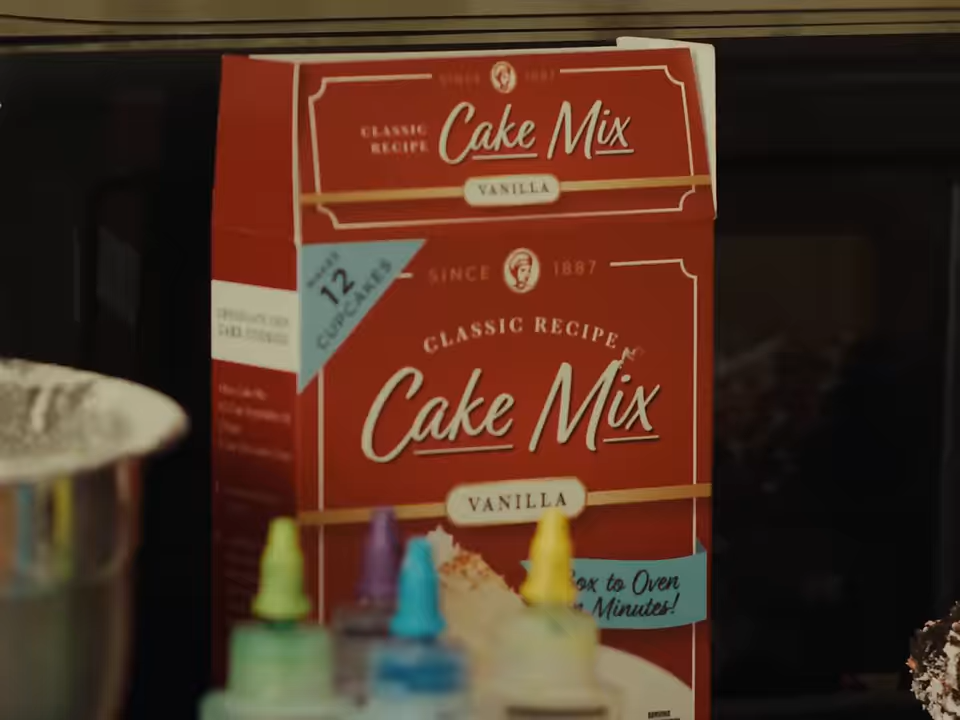 SINCE 1887
CLASSIC
RECIPE
Cake Mix
VANILLA
MAKES
12
CUPCAKES
SINCE 1887
CLASSIC RECIPE
Cake Mix
VANILLA
ox to Oven
n Minutes!